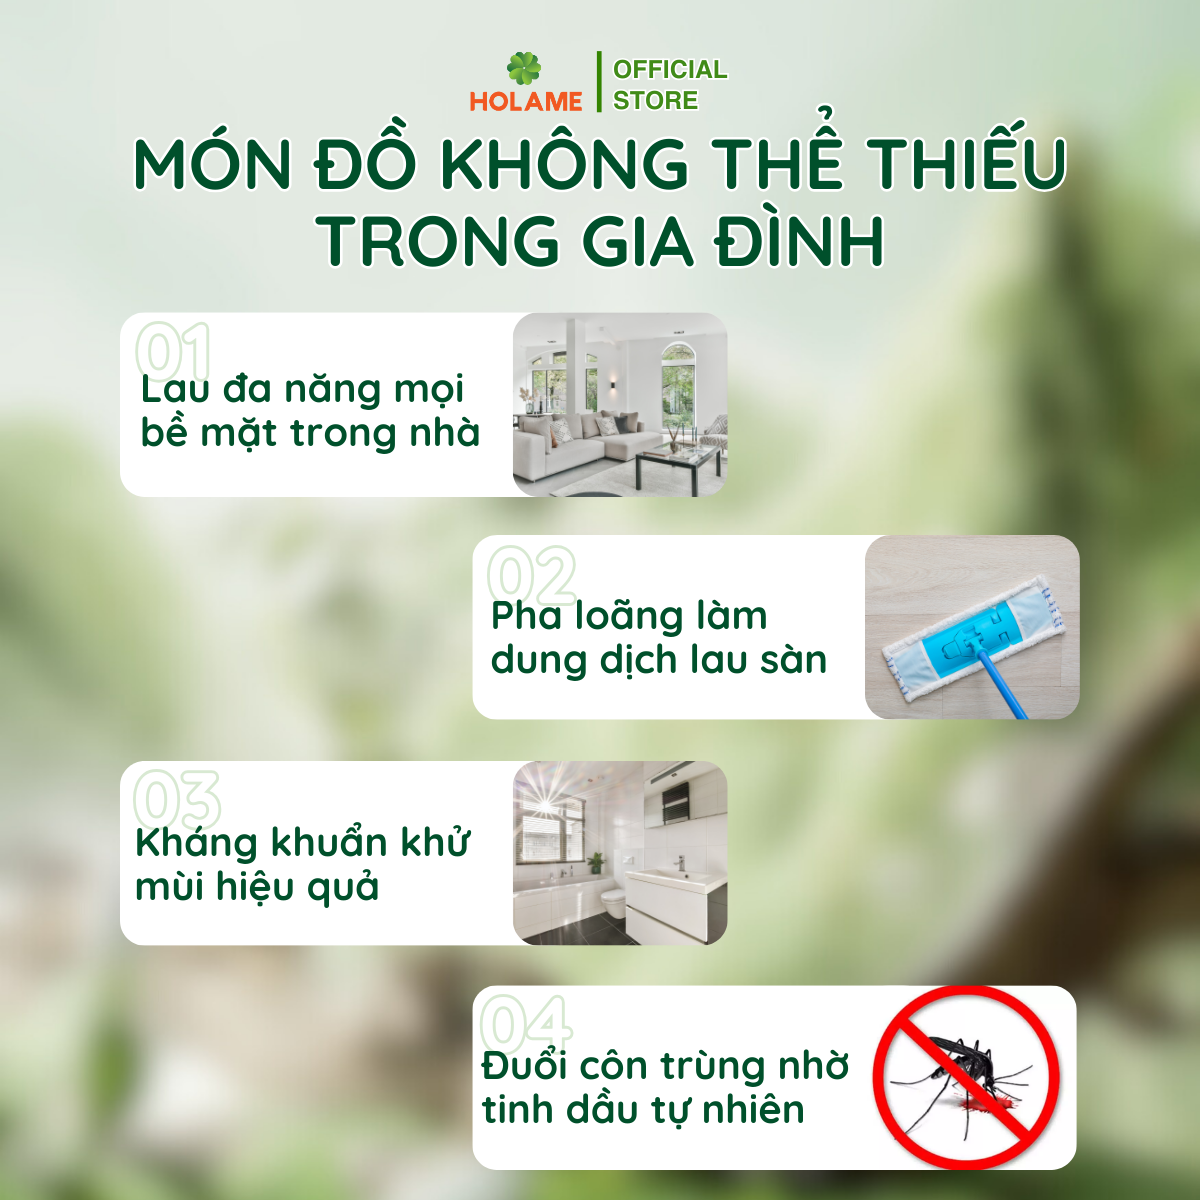 HOLAME
OFFICIAL
STORE
MÓN ĐỒ KHÔNG THỂ THIẾU
TRONG GIA ĐÌNH
01
Lau đa năng mọi
bề mặt trong nhà
02
Pha loãng làm
dung dịch lau sàn
03
Kháng khuẩn khử
mùi hiệu quả
04
Đuổi côn trùng nhờ
tinh dầu tự nhiên